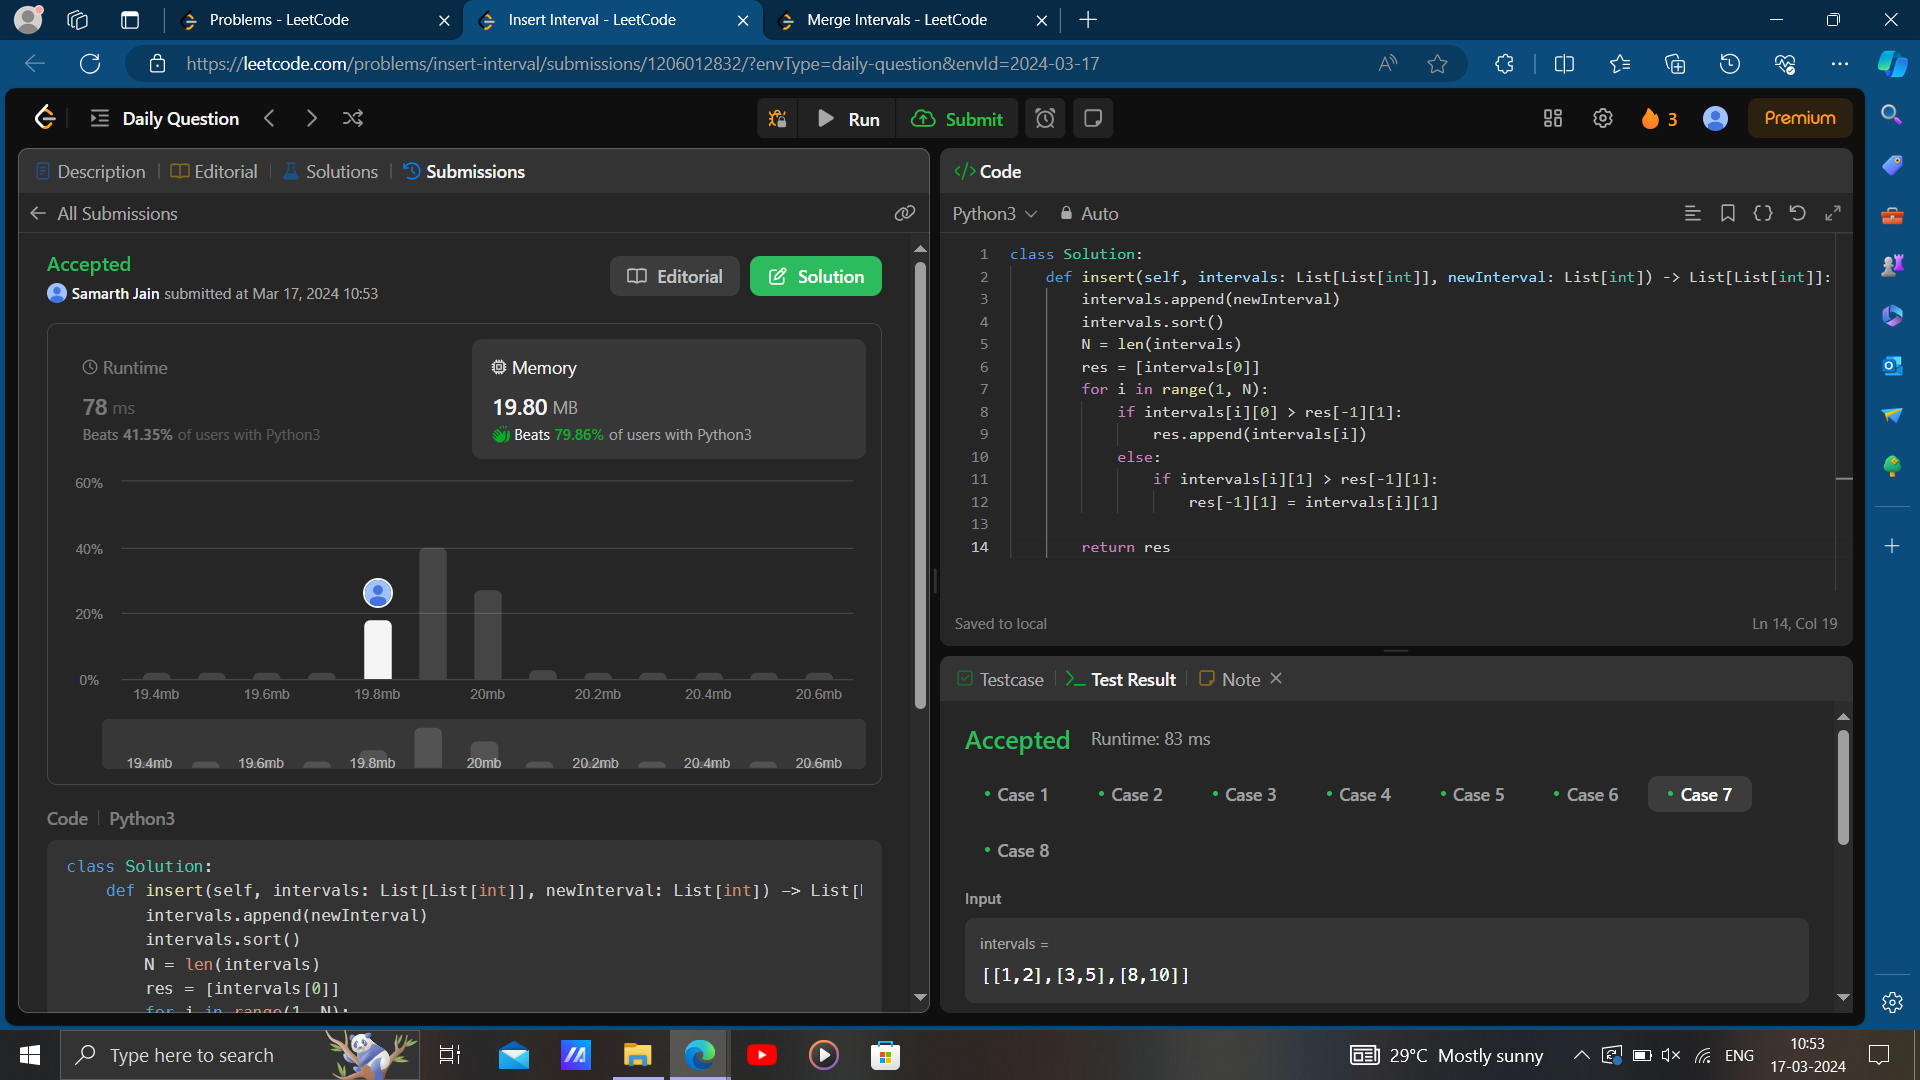 Problems - LeetCode
Insert Interval - LeetCode
Merge Intervals - LeetCode
https://leetcode.com/problems/insert-interval/submissions/1206012832/?envType=daily-question&envId=2024-03-17
Daily Question
Run
Submit
3
Premium
Description
Editorial
Solutions
Submissions
All Submissions
Accepted
Samarth Jain submitted at Mar 17, 2024 10:53
Editorial
Solution
Runtime
78 ms
Beats 41.35% of users with Python3
Memory
19.80 MB
Beats 79.86% of users with Python3
60%
40%
20%
0%
19.4mb 19.6mb 19.8mb 20mb 20.2mb 20.4mb 20.6mb
19.4mb 19.6mb 19.8mb 20mb 20.2mb 20.4mb 20.6mb
Code Python3
class Solution:
def insert(self, intervals: List[List[int]], newInterval: List[int]) -> List[
intervals.append(newInterval)
intervals.sort()
N = len(intervals)
res = [intervals[0]]
for i in range(1, N):
</> Code
Python3
Auto
1 class Solution:
2 def insert(self, intervals: List[List[int]], newInterval: List[int]) -> List[List[int]]:
3 intervals.append(newInterval)
4 intervals.sort()
5 N = len(intervals)
6 res = [intervals[0]]
7 for i in range(1, N):
8 if intervals[i][0] > res[-1][1]:
9 res.append(intervals[i])
10 else:
11 if intervals[i][1] > res[-1][1]:
12 res[-1][1] = intervals[i][1]
13
14 return res
Saved to local
Ln 14, Col 19
Testcase
Test Result
Note
Accepted Runtime: 83 ms
Case 1
Case 2
Case 3
Case 4
Case 5
Case 6
Case 7
Case 8
Input
intervals =
[[1,2],[3,5],[8,10]]
Type here to search
29°C Mostly sunny
ENG
10:53
17-03-2024